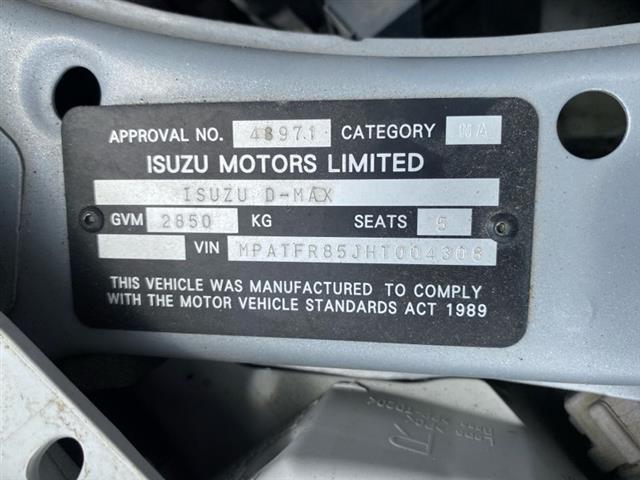 APPROVAL NO. 48971 CATEGORY MA
ISUZU MOTORS LIMITED
ISUZU D-MAX
GVM 2850 KG SEATS 5
VIN MPATFR85JHT004306
THIS VEHICLE WAS MANUFACTURED TO COMPLY
WITH THE MOTOR VEHICLE STANDARDS ACT 1989